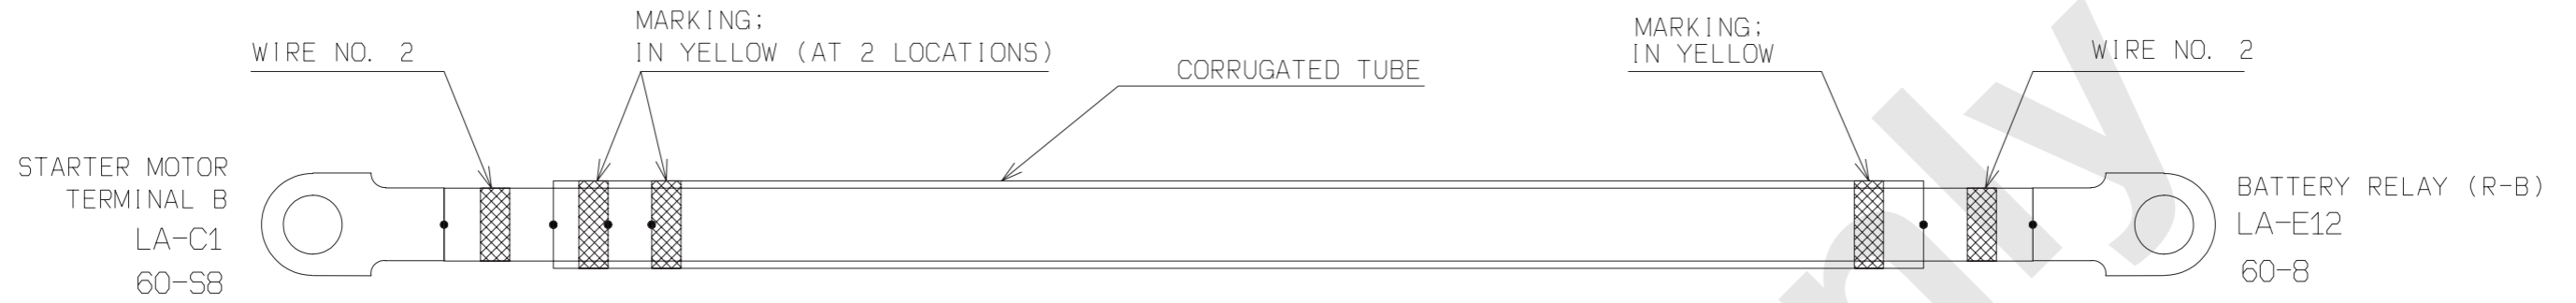 MARKING;
IN YELLOW (AT 2 LOCATIONS)
WIRE NO. 2
CORRUGATED TUBE
MARKING;
IN YELLOW
WIRE NO. 2
STARTER MOTOR
TERMINAL B
LA-C1
60-S8
BATTERY RELAY (R-B)
LA-E12
60-8
nly